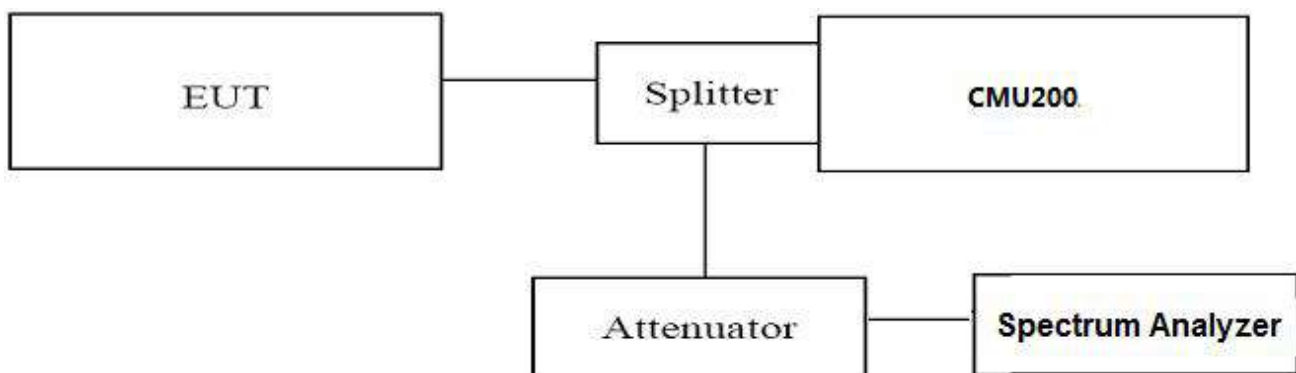 EUT
Splitter
CMU200
Attenuator
Spectrum Analyzer